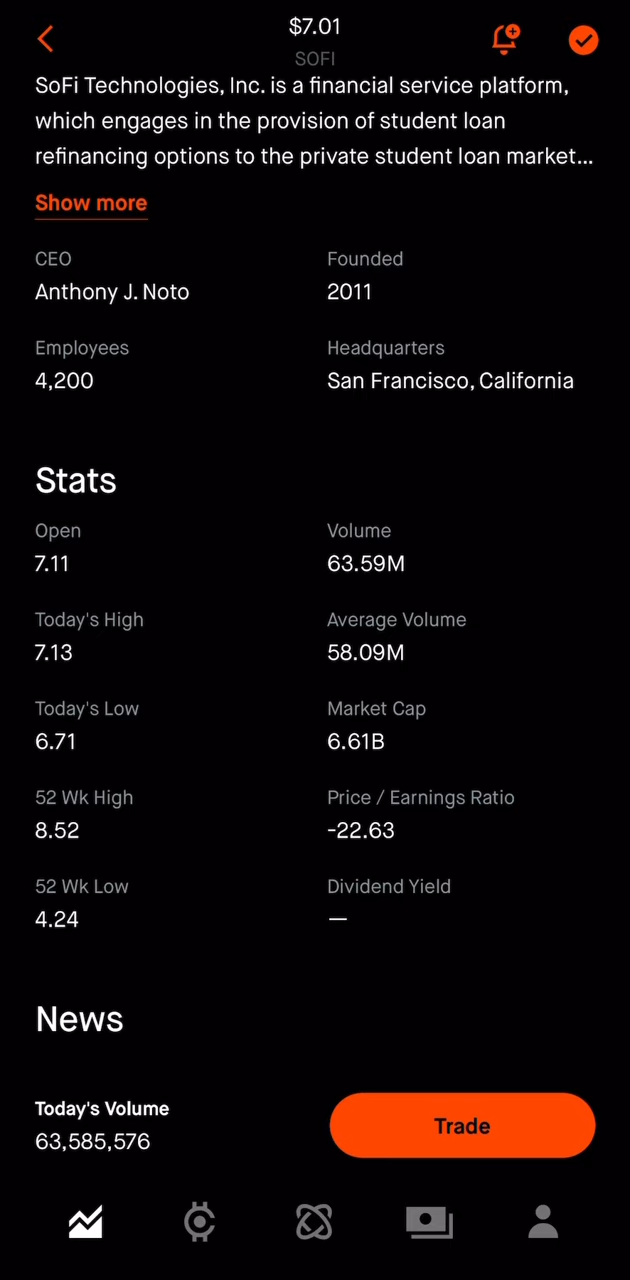 $7.01
SOFI
SoFi Technologies, Inc. is a financial service platform,
which engages in the provision of student loan
refinancing options to the private student loan market...
Show more
CEO
Founded
Anthony J. Noto
2011
Employees
Headquarters
4,200
San Francisco, California
Stats
Open
Volume
7.11
63.59M
Today's High
Average Volume
7.13
58.09M
Today's Low
Market Cap
6.71
6.61B
52 Wk High
Price / Earnings Ratio
8.52
-22.63
52 Wk Low
Dividend Yield
4.24
—
News
Today's Volume
63,585,576
Trade